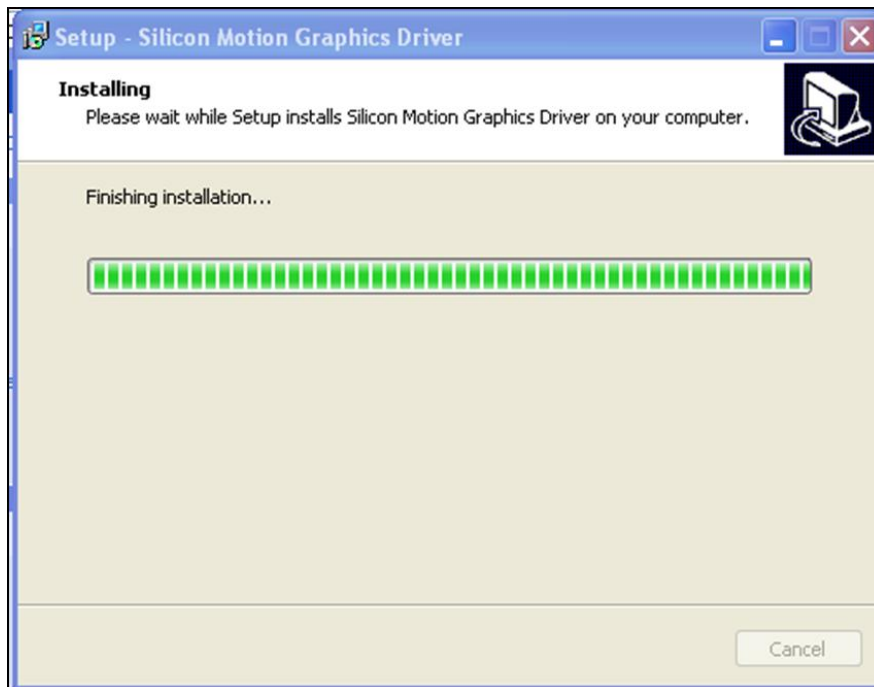 Setup - Silicon Motion Graphics Driver
Installing
Please wait while Setup installs Silicon Motion Graphics Driver on your computer.
Finishing installation...
Cancel